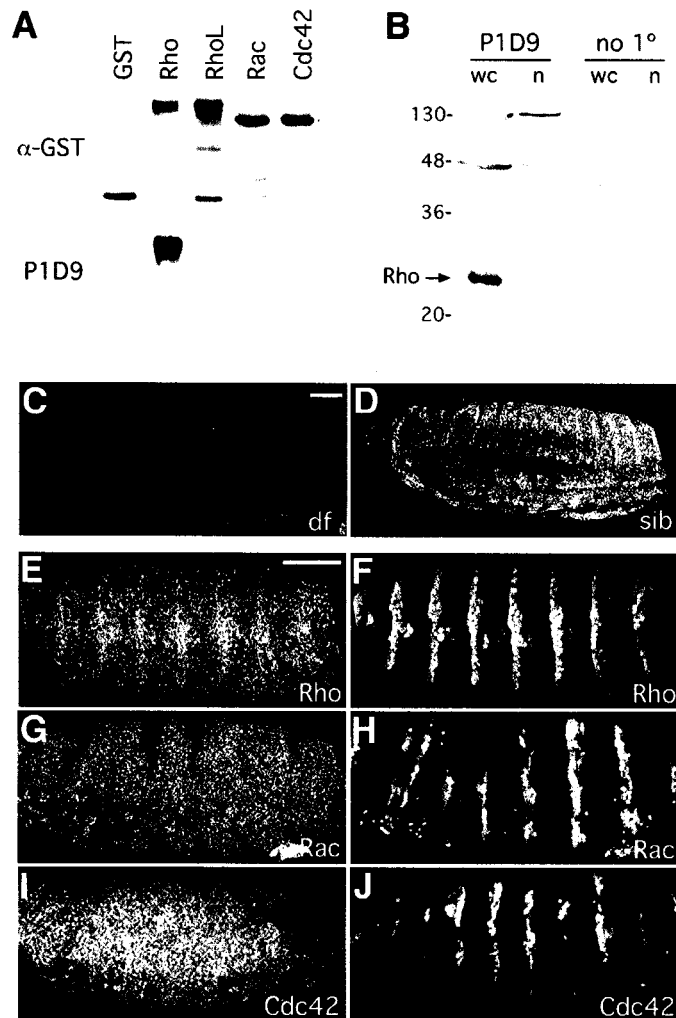 A
GST
Rho
RhoL
Rac
Cdc42
α-GST
P1D9
B
P1D9 no 1°
wc n wc n
130-
48-
36-
Rho →
20-
C
df
D
sib
E
Rho
F
Rho
G
Rac
H
Rac
I
Cdc42
J
Cdc42